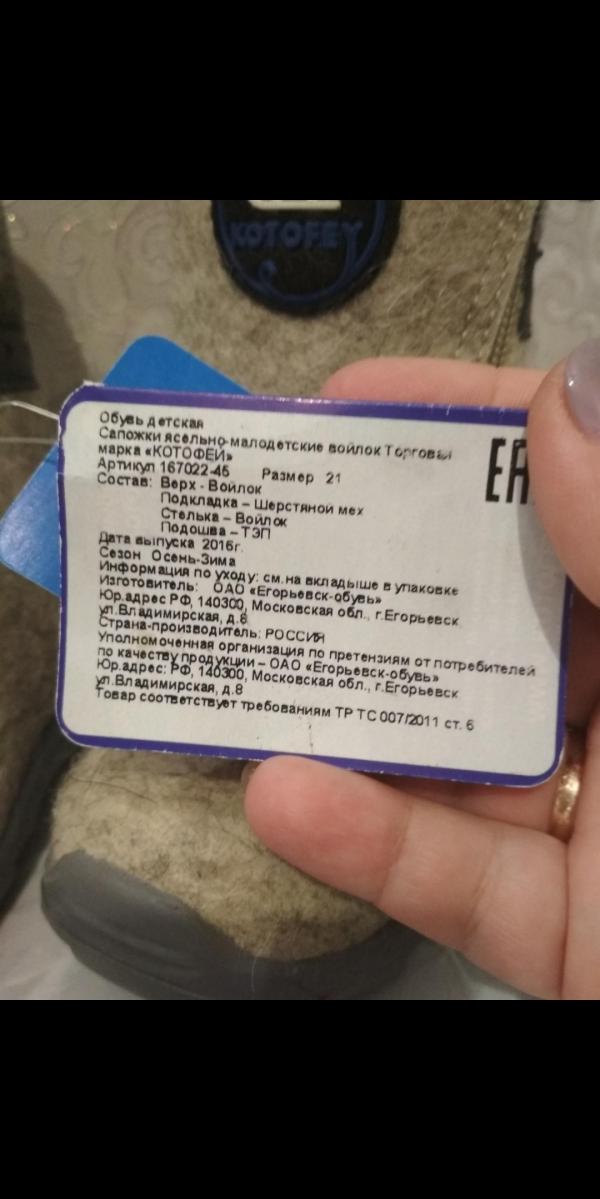 KOTOFEY
Обувь детская
Сапожки ясельно-малодетские войлок Торговая
марка «КОТОФЕЙ»
Артикул 167022-45 Размер 21
Состав: Верх - Войлок
Подкладка – Шерстяной мех
Стелька – Войлок
Подошва – ТЭП
Дата выпуска 2016г.
Сезон Осень-Зима
Информация по уходу: см.на вкладыше в упаковке
Изготовитель: ОАО «Егорьевск-обувь»
Юр.адрес РФ, 140300, Московская обл., г.Егорьевск
ул.Владимирская, д.8
Страна-производитель: РОССИЯ
Уполномоченная организация по претензиям от потребителей
по качеству продукции – ОАО «Егорьевск-обувь»
Юр.адрес: РФ, 140300, Московская обл., г.Егорьевск
ул.Владимирская, д.8
Товар соответствует требованиям ТР ТС 007/2011 ст. 6